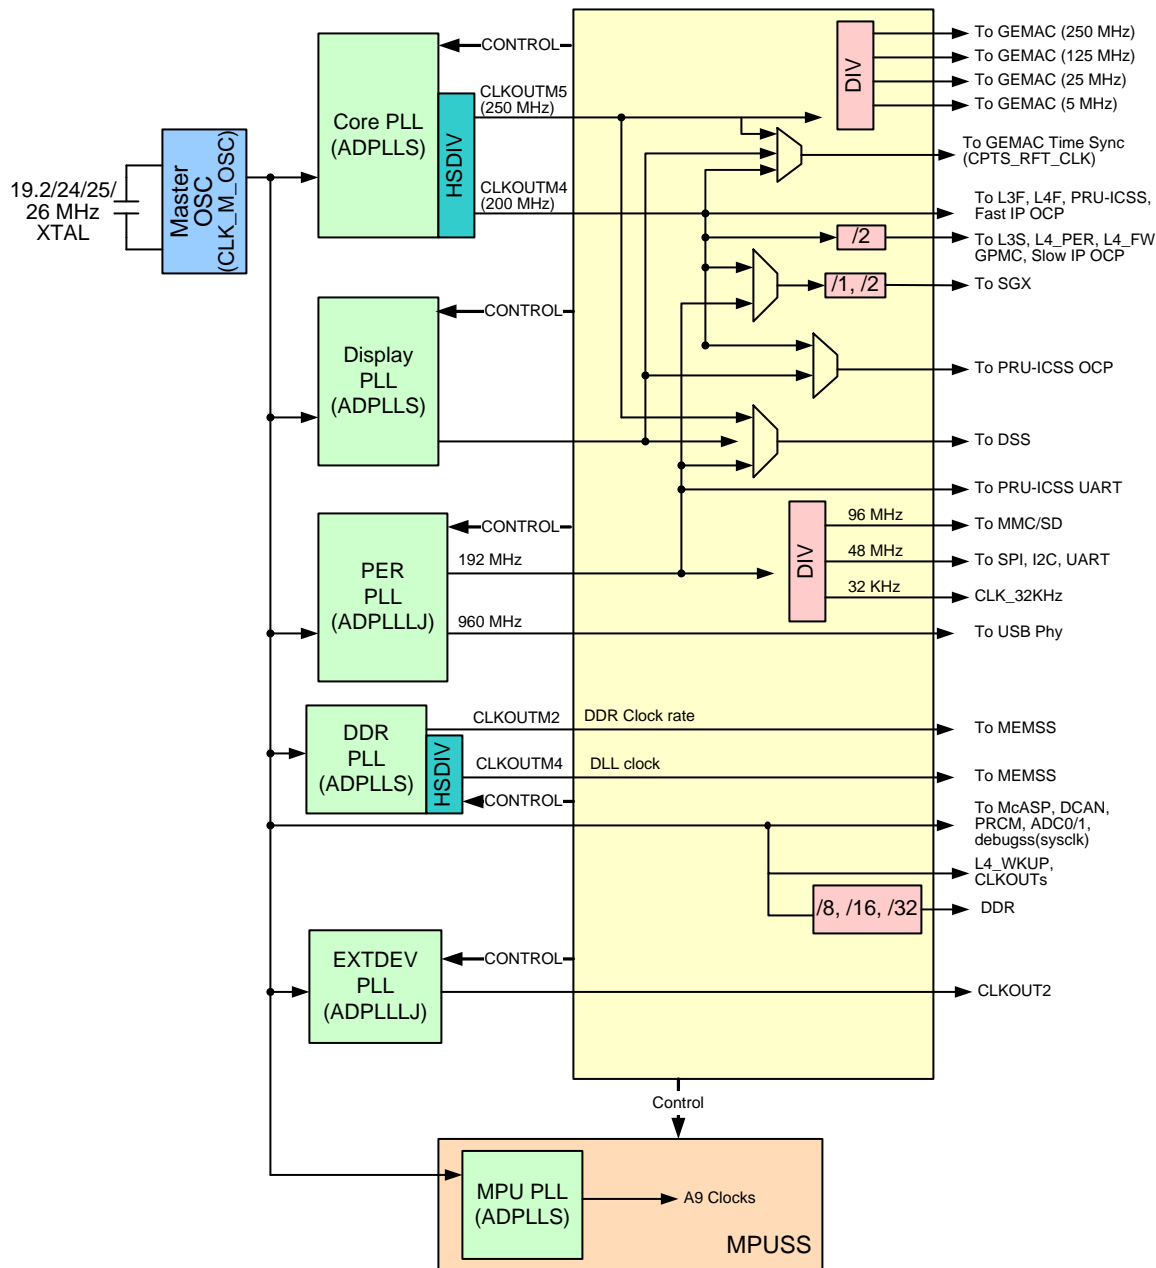 To GEMAC (250 MHz)
CONTROL
To GEMAC (125 MHz)
DIV
To GEMAC (25 MHz)
CLKOUTM5
(250 MHz)
To GEMAC (5 MHz)
Core PLL
(ADPLLS)
HSDIV
Master
OSC
(CLK_M_OSC)
To GEMAC Time Sync
(CPTS_RFT_CLK)
19.2/24/25/
26 MHz
XTAL
CLKOUTM4
(200 MHz)
To L3F, L4F, PRU-ICSS,
Fast IP OCP
/2
To L3S, L4_PER, L4_FW
GPMC, Slow IP OCP
/1, /2
To SGX
CONTROL
Display
PLL
(ADPLLS)
To PRU-ICSS OCP
To DSS
To PRU-ICSS UART
CONTROL
96 MHz
To MMC/SD
PER
PLL
(ADPLLLJ)
192 MHz
DIV
48 MHz
To SPI, I2C, UART
32 KHz
CLK_32KHz
960 MHz
To USB Phy
CLKOUTM2
DDR Clock rate
To MEMSS
DDR
PLL
(ADPLLS)
HSDIV
CLKOUTM4
DLL clock
To MEMSS
CONTROL
To McASP, DCAN,
PRCM, ADC0/1,
debugss(sysclk)
L4_WKUP,
CLKOUTs
/8, /16, /32
DDR
CONTROL
EXTDEV
PLL
(ADPLLLJ)
CLKOUT2
Control
MPU PLL
(ADPLLS)
A9 Clocks
MPUSS